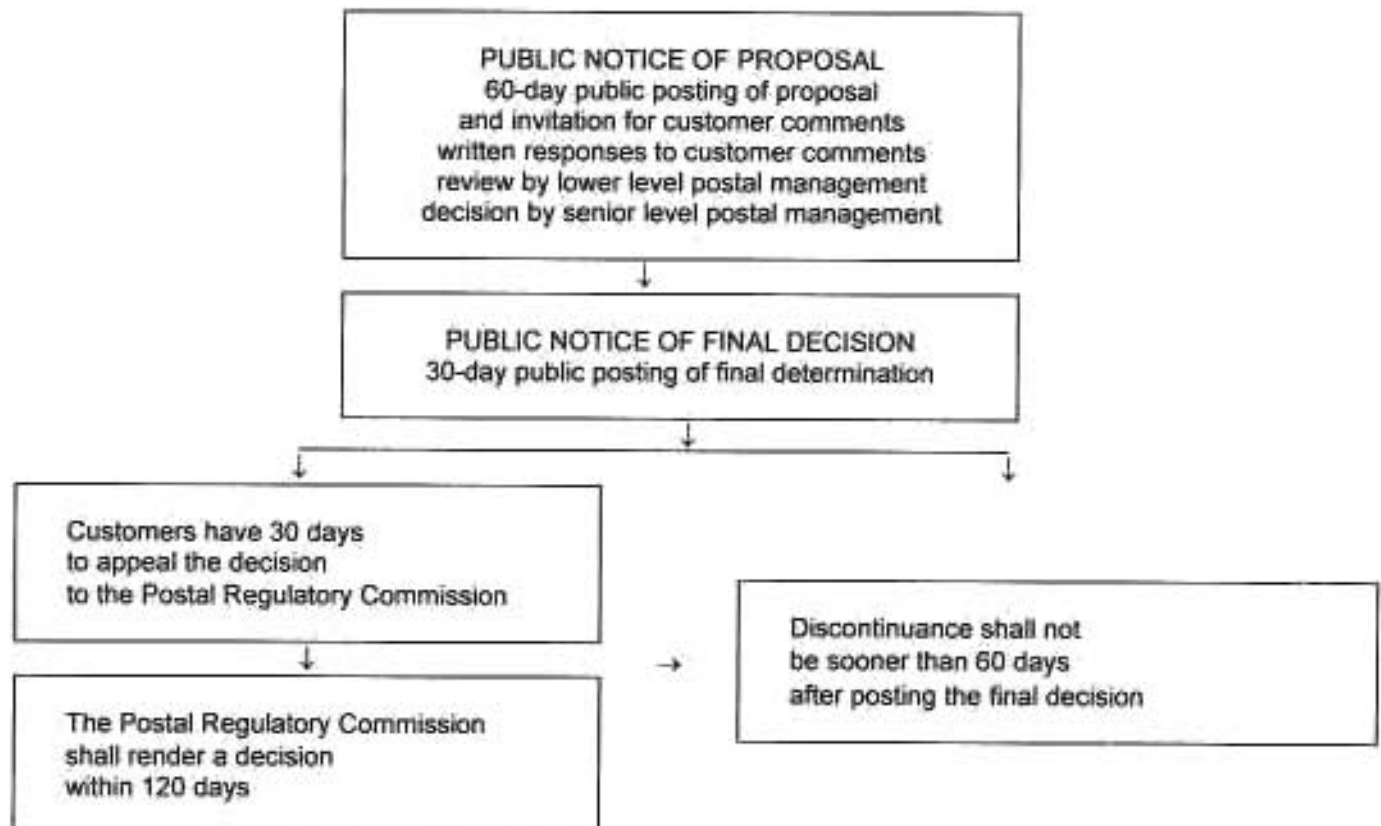 PUBLIC NOTICE OF PROPOSAL
60-day public posting of proposal
and invitation for customer comments
written responses to customer comments
review by lower level postal management
decision by senior level postal management
PUBLIC NOTICE OF FINAL DECISION
30-day public posting of final determination
Customers have 30 days
to appeal the decision
to the Postal Regulatory Commission
The Postal Regulatory Commission
shall render a decision
within 120 days
Discontinuance shall not
be sooner than 60 days
after posting the final decision